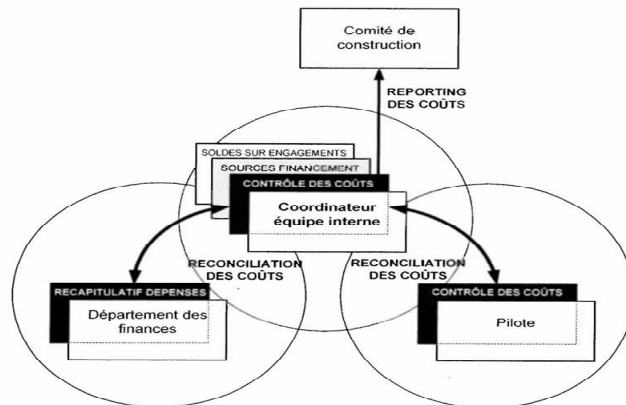 Comité de
construction
REPORTING
DES COÛTS
SOLDES SUR ENGAGEMENTS
SOURCES FINANCEMENT
CONTRÔLE DES COÛTS
Coordinateur
équipe interne
RECONCILIATION
DES COÛTS
RECONCILIATION
DES COÛTS
RECAPITULATIF DEPENSES
Département des
finances
CONTRÔLE DES COÛTS
Pilote